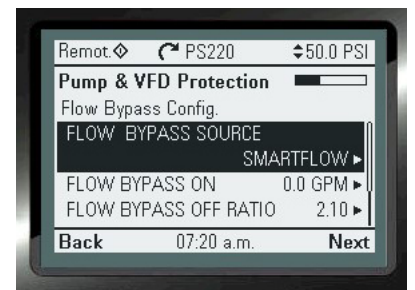 Remot. PS220 50.0 PSI
Pump & VFD Protection
Flow Bypass Config.
FLOW BYPASS SOURCE
SMARTFLOW
FLOW BYPASS ON 0.0 GPM
FLOW BYPASS OFF RATIO 2.10
Back 07:20 a.m. Next